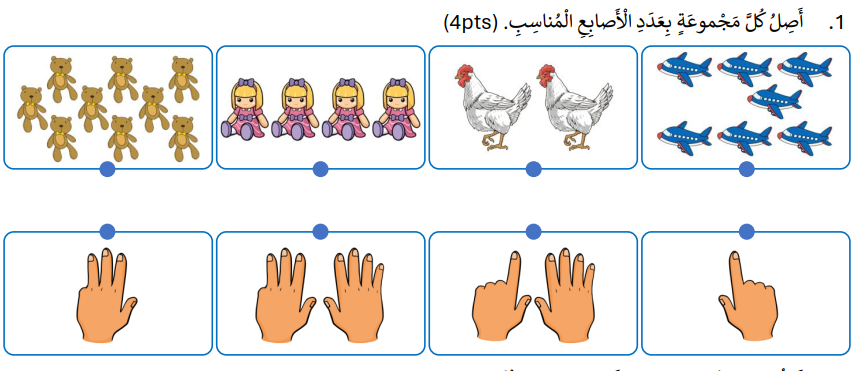 1. أَصِلُ كُلَّ مَجْموعَةٍ بِعَدَدِ الْأَصابِعِ الْمُناسِبِ. (4pts)